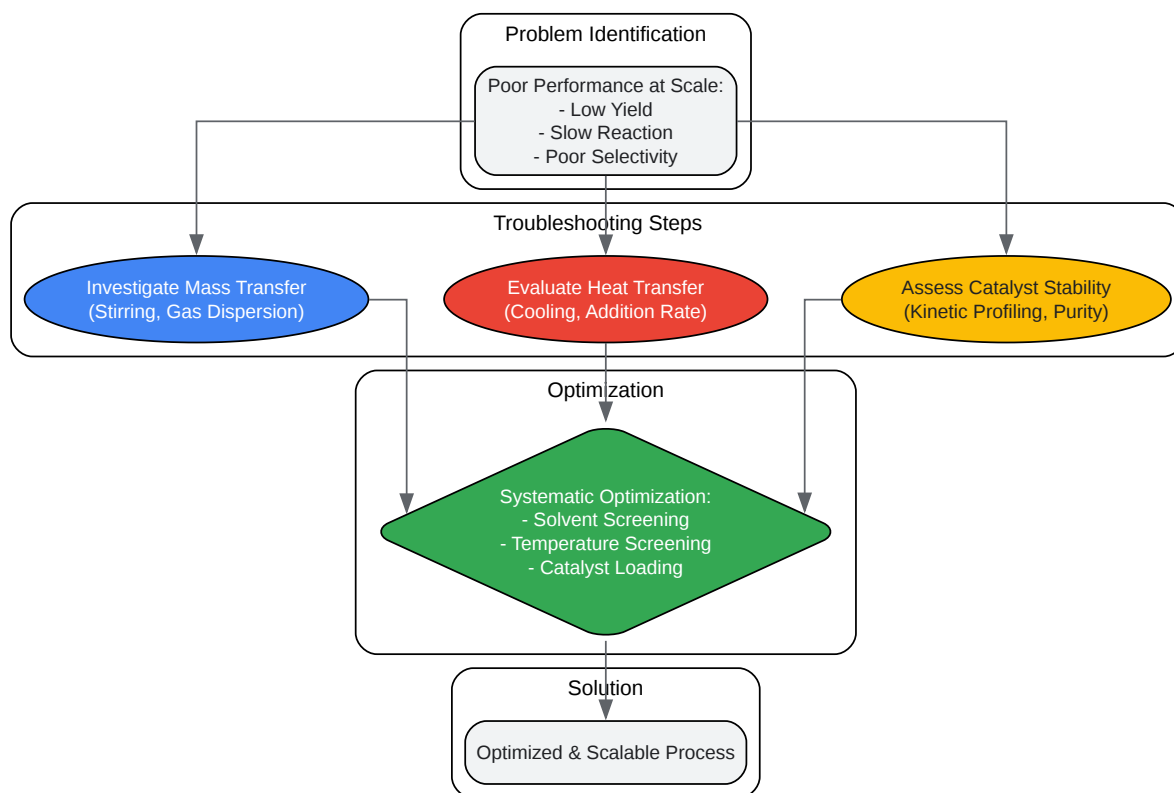 Problem Identification
Poor Performance at Scale:
- Low Yield
- Slow Reaction
- Poor Selectivity
Troubleshooting Steps
Investigate Mass Transfer
(Stirring, Gas Dispersion)
Evaluate Heat Transfer
(Cooling, Addition Rate)
Assess Catalyst Stability
(Kinetic Profiling, Purity)
Optimization
Systematic Optimization:
- Solvent Screening
- Temperature Screening
- Catalyst Loading
Solution
Optimized & Scalable Process